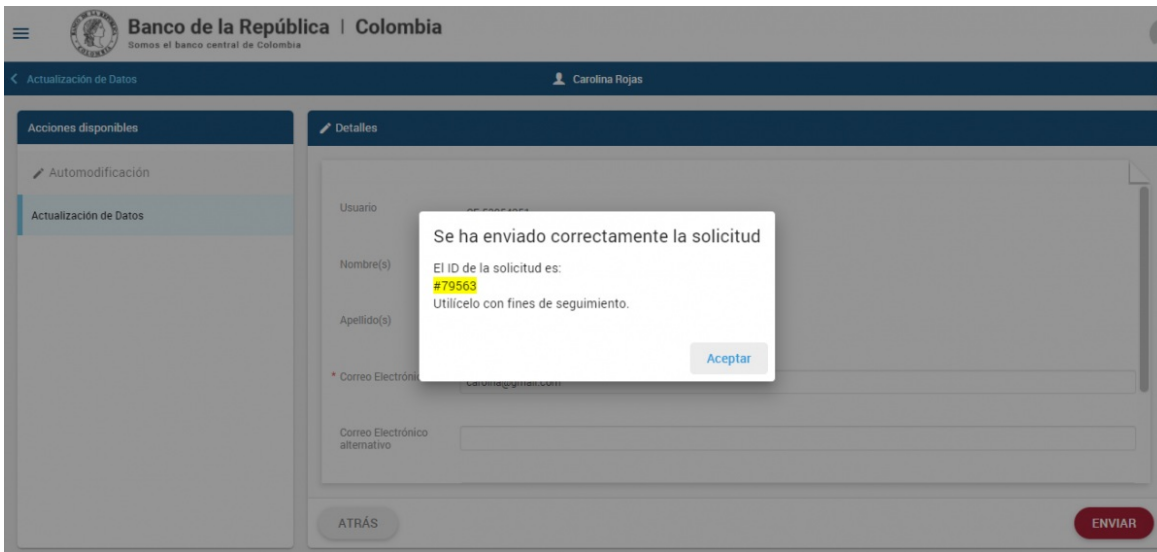 Banco de la República | Colombia
Somos el banco central de Colombia
Actualización de Datos
Carolina Rojas
Acciones disponibles
Detalles
Automodificación
Actualización de Datos
Usuario
Se ha enviado correctamente la solicitud
Nombre(s)
El ID de la solicitud es:
#79563
Utilícelo con fines de seguimiento.
Apellido(s)
Aceptar
* Correo
Correo Electrónico
alternativo
ATRÁS
ENVIAR